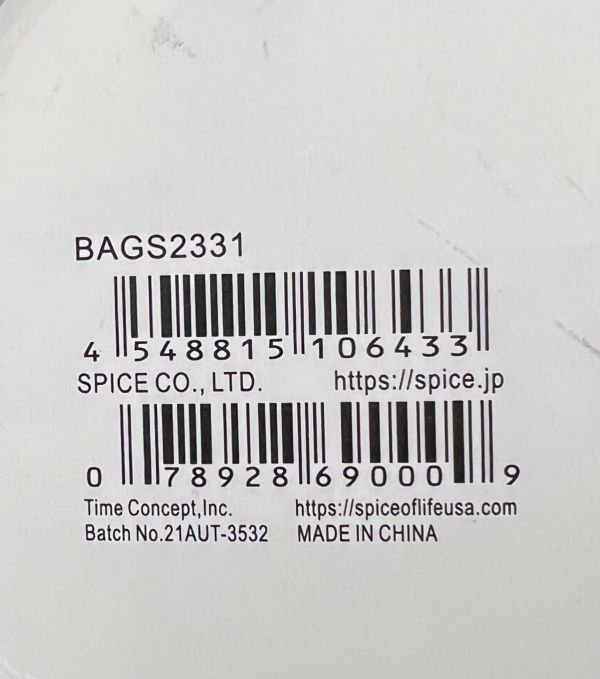 BAGS2331
4 548815 106433
SPICE CO., LTD. https://spice.jp
0 78928 69000 9
Time Concept,Inc. https://spiceoflifeusa.com
Batch No.21AUT-3532 MADE IN CHINA